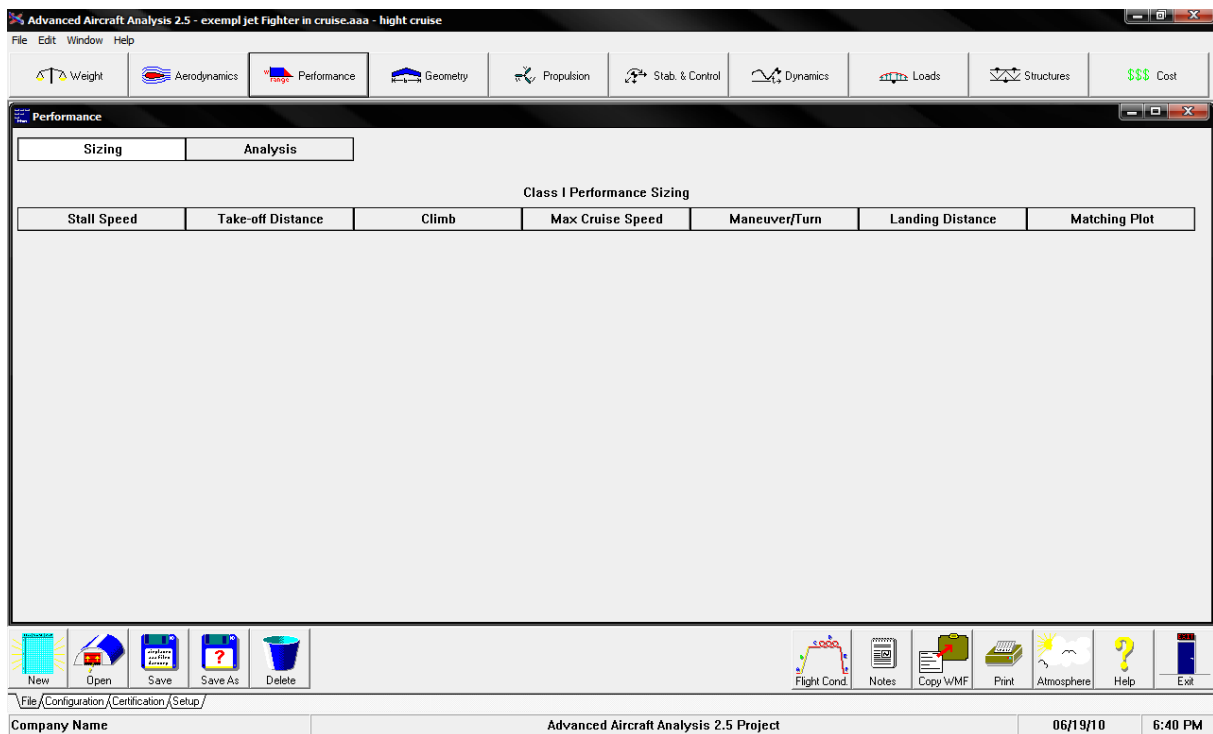 Advanced Aircraft Analysis 2.5 - exempl jet Fighter in cruise.aaa - hight cruise
File Edit Window Help
Weight Aerodynamics Performance Geometry Propulsion Stab. & Control Dynamics Loads Structures $$$ Cost
Performance
Sizing Analysis
Class I Performance Sizing
Stall Speed Take-off Distance Climb Max Cruise Speed Maneuver/Turn Landing Distance Matching Plot
New Open Save Save As Delete Flight Cond. Notes Copy WMF Print Atmosphere Help Exit
File Configuration Certification Setup
Company Name Advanced Aircraft Analysis 2.5 Project 06/19/10 6:40 PM